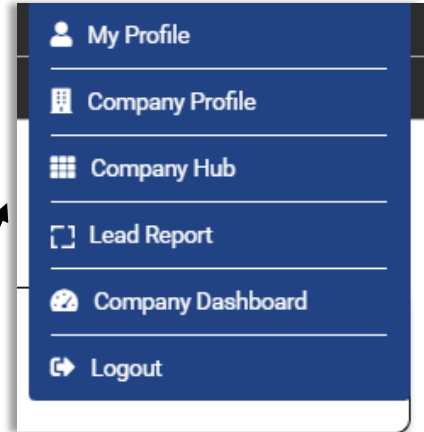 My Profile
Company Profile
Company Hub
Lead Report
Company Dashboard
Logout